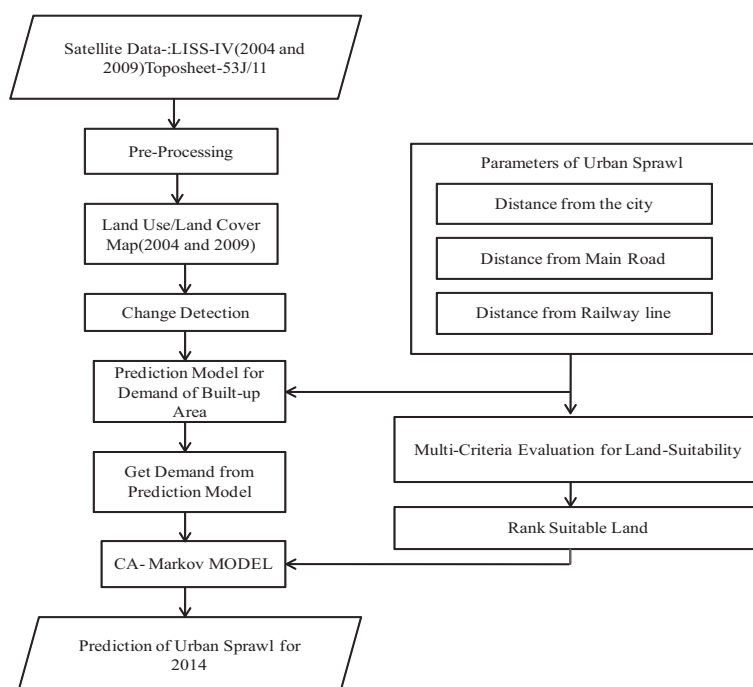 Satellite Data-:LISS-IV(2004 and
2009)Toposheet-53J/11
Pre-Processing
Land Use/Land Cover
Map(2004 and 2009)
Change Detection
Prediction Model for
Demand of Built-up
Area
Get Demand from
Prediction Model
CA- Markov MODEL
Prediction of Urban Sprawl for
2014
Parameters of Urban Sprawl
Distance from the city
Distance from Main Road
Distance from Railway line
Multi-Criteria Evaluation for Land-Suitability
Rank Suitable Land